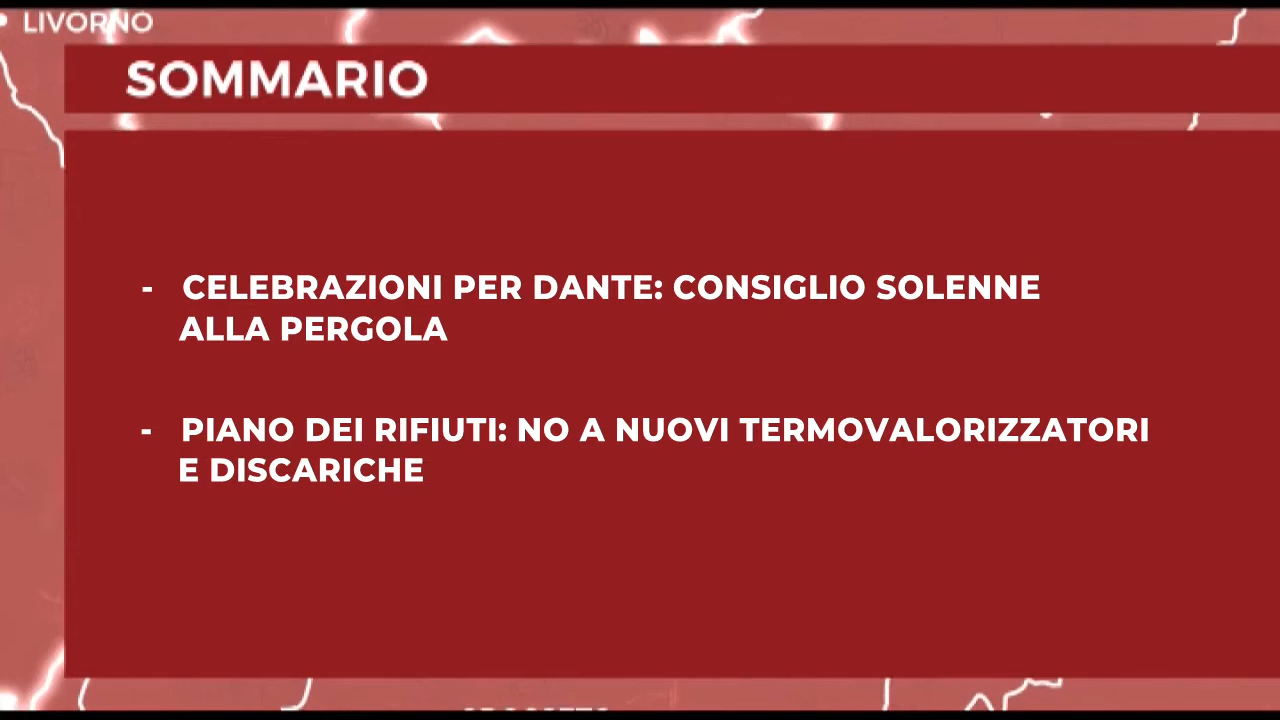 LIVORNO
SOMMARIO
- CELEBRAZIONI PER DANTE: CONSIGLIO SOLENNE
ALLA PERGOLA
- PIANO DEI RIFIUTI: NO A NUOVI TERMOVALORIZZATORI
E DISCARICHE